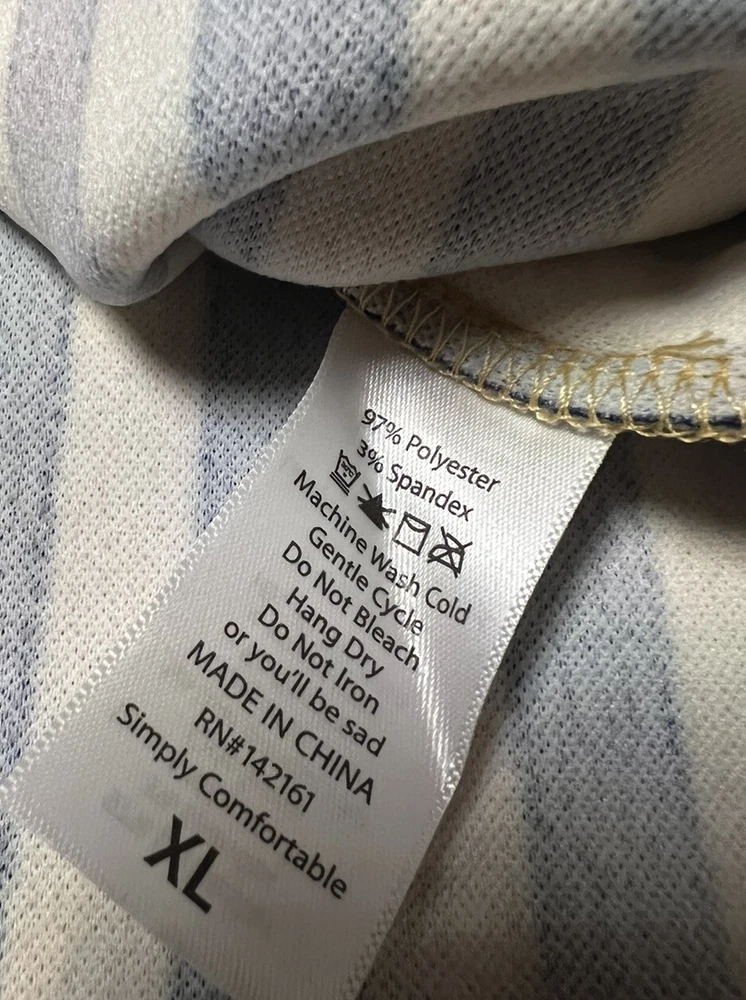 97% Polyester
3% Spandex
Machine Wash Cold
Gentle Cycle
Do Not Bleach
Hang Dry
Do Not Iron
or you'll be sad
MADE IN CHINA
RN#142161
Simply Comfortable
XL